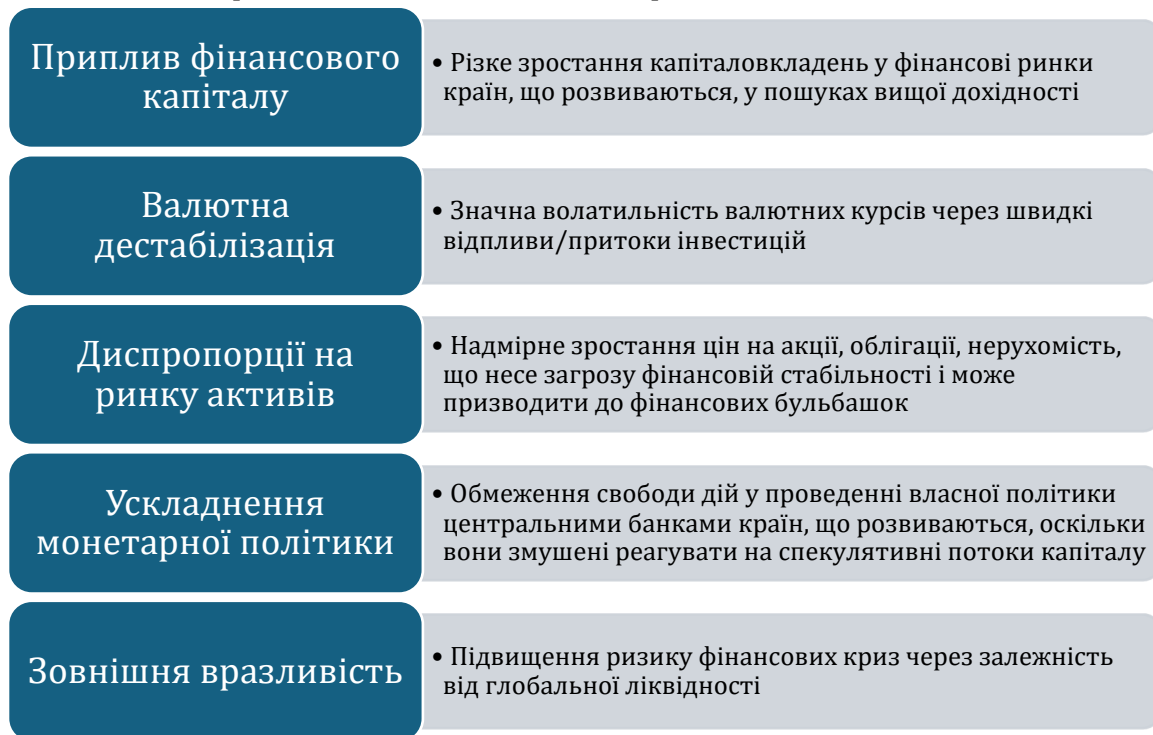 Приплив фінансового
капіталу
• Різке зростання капіталовкладень у фінансові ринки
країн, що розвиваються, у пошуках вищої дохідності
Валютна
дестабілізація
• Значна волатильність валютних курсів через швидкі
відпливи/притоки інвестицій
Диспропорції на
ринку активів
• Надмірне зростання цін на акції, облігації, нерухомість,
що несе загрозу фінансовій стабільності і може
призводити до фінансових бульбашок
Ускладнення
монетарної політики
• Обмеження свободи дій у проведенні власної політики
центральними банками країн, що розвиваються, оскільки
вони змушені реагувати на спекулятивні потоки капіталу
Зовнішня вразливість
• Підвищення ризику фінансових криз через залежність
від глобальної ліквідності